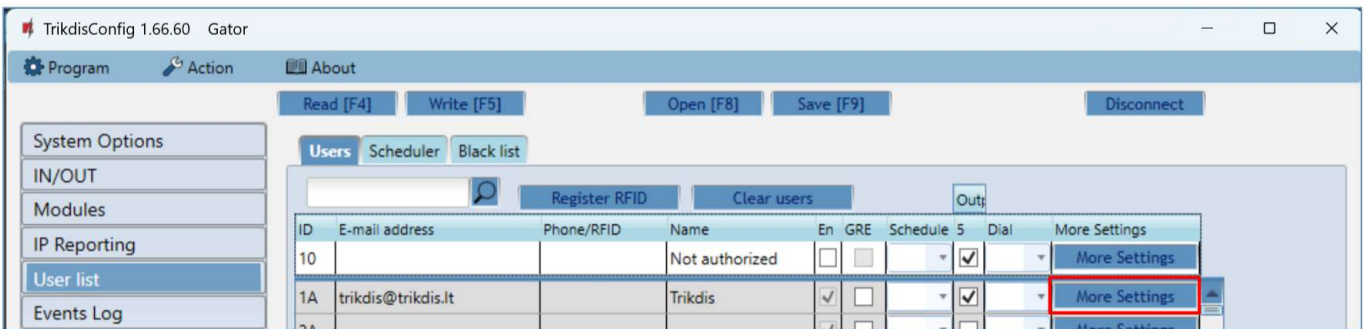 TrikdisConfig 1.66.60 Gator
Program Action About
Read [F4] Write [F5] Open [F8] Save [F9] Disconnect
System Options
IN/OUT
Modules
IP Reporting
User list
Events Log
Users Scheduler Black list
Register RFID Clear users
ID E-mail address Phone/RFID Name En GRE Schedule 5 Dial More Settings
10 Not authorized More Settings
1A trikdis@trikdis.lt Trikdis More Settings